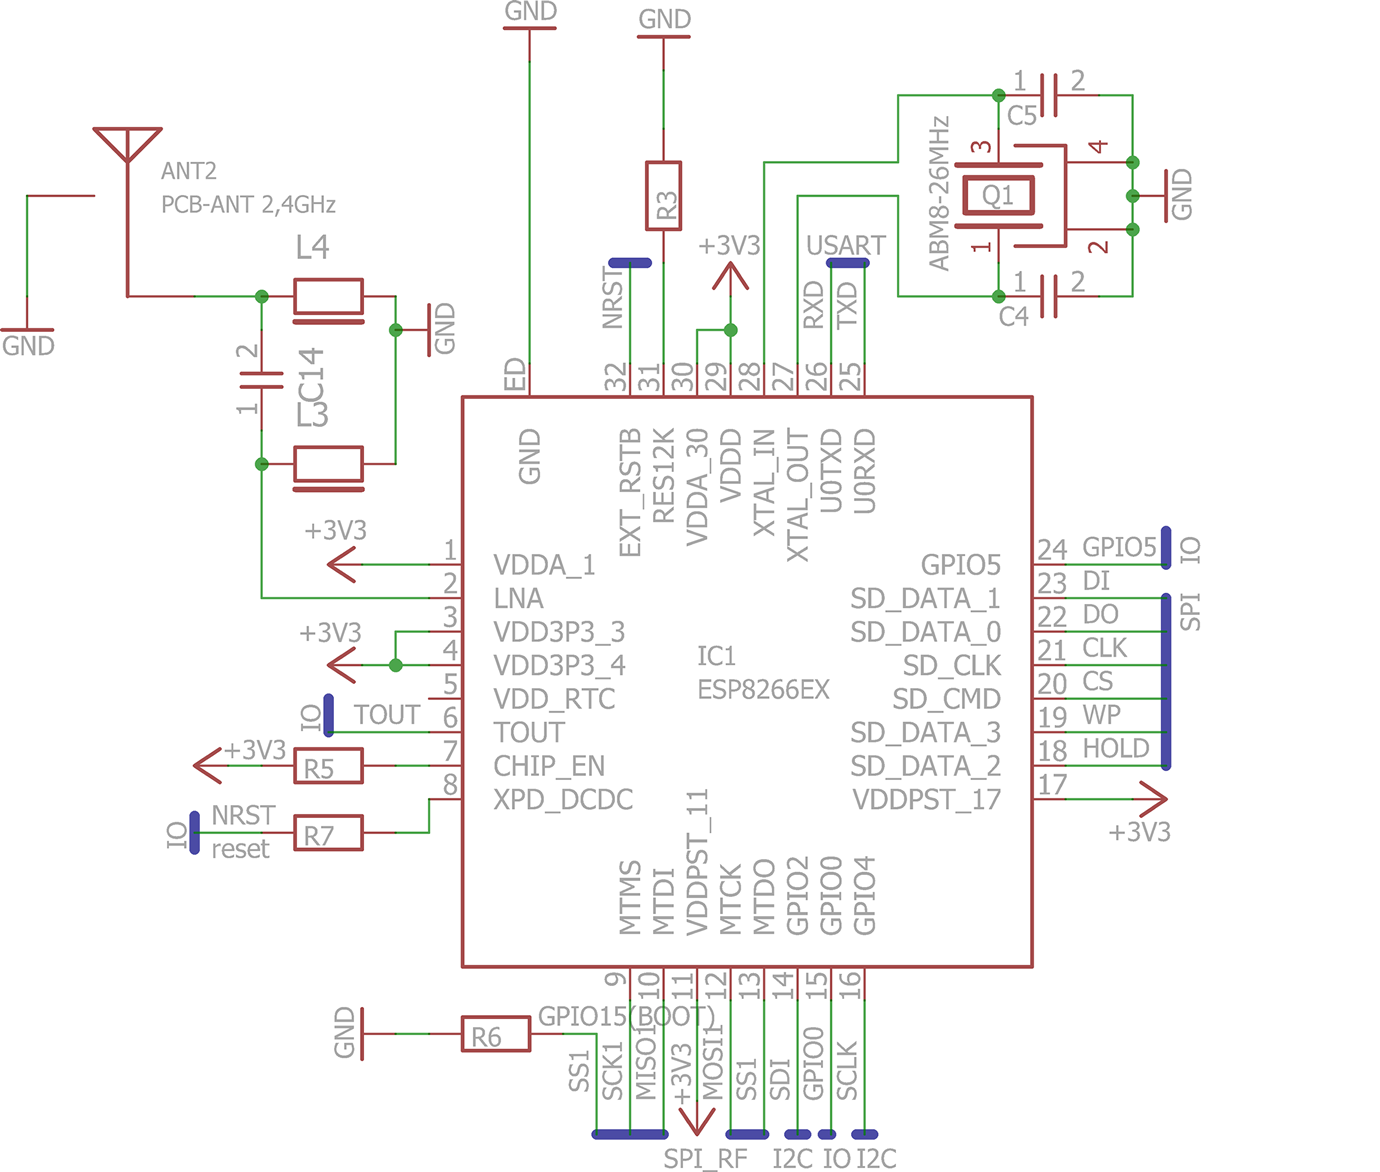 GND
GND
ANT2
PCB-ANT 2,4GHz
GND
L4
GND
2
C14
1
L3
R3
NRST
+3V3
USART
RXD
TXD
ABM8-26MHz
1
2
C5
3
4
Q1
1
2
1
2
C4
GND
ED
32
31
30
29
28
27
26
25
GND
EXT_RSTB
RES12K
VDDA_30
VDDD
XTAL_IN
XTAL_OUT
U0TXD
U0RXD
+3V3
1
VDDA_1
2
LNA
+3V3
3
VDD3P3_3
4
VDD3P3_4
5
VDD_RTC
IO
TOUT
6
TOUT
+3V3
R5
7
CHIP_EN
8
XPD_DCDC
IO
NRST
reset
R7
IC1
ESP8266EX
GPIO5
24
GPIO5
IO
SD_DATA_1
23
DI
SPI
SD_DATA_0
22
DO
SD_CLK
21
CLK
SD_CMD
20
CS
SD_DATA_3
19
WP
SD_DATA_2
18
HOLD
VDDPST_17
17
+3V3
MTMS
MTDI
VDDPST_11
MTCK
MTDO
GPIO2
GPIO0
GPIO4
9
10
11
12
13
14
15
16
GND
R6
GPIO15(BOOT)
SS1
SCK1
MISO1
+3V3
MOSI1
SS1
SDI
GPIO0
SCLK
SPI_RF
I2C
IO
I2C